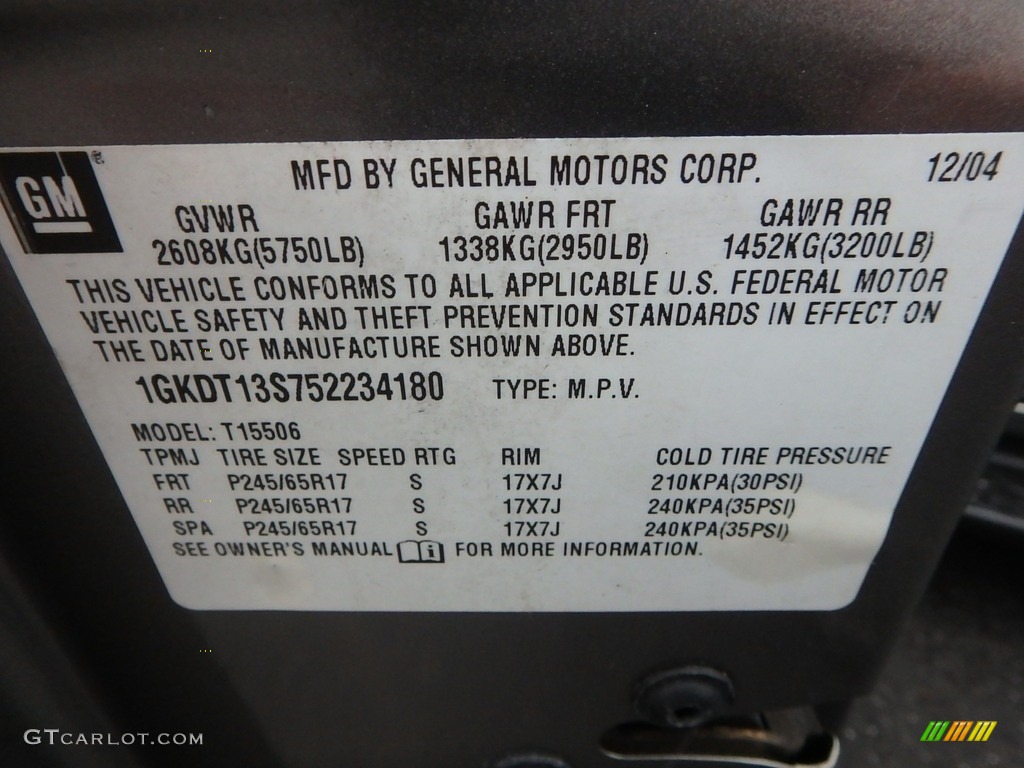 GM ®
MFD BY GENERAL MOTORS CORP. 12/04
GVWR GAWR FRT GAWR RR
2608KG(5750LB) 1338KG(2950LB) 1452KG(3200LB)
THIS VEHICLE CONFORMS TO ALL APPLICABLE U.S. FEDERAL MOTOR
VEHICLE SAFETY AND THEFT PREVENTION STANDARDS IN EFFECT ON
THE DATE OF MANUFACTURE SHOWN ABOVE.
1GKDT13S752234180 TYPE: M.P.V.
MODEL: T15506
TPMJ TIRE SIZE SPEED RTG RIM COLD TIRE PRESSURE
FRT P245/65R17 S 17X7J 210KPA(30PSI)
RR P245/65R17 S 17X7J 240KPA(35PSI)
SPA P245/65R17 S 17X7J 240KPA(35PSI)
SEE OWNER'S MANUAL i FOR MORE INFORMATION.
GTCARLOT.COM